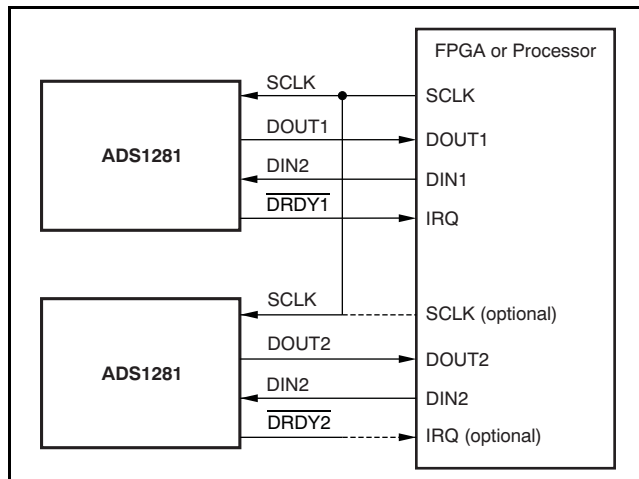 FPGA or Processor
SCLK
SCLK
DOUT1
DOUT1
ADS1281
DIN2
DIN1
DRDY1
IRQ
SCLK
SCLK (optional)
DOUT2
DOUT2
ADS1281
DIN2
DIN2
DRDY2
IRQ (optional)